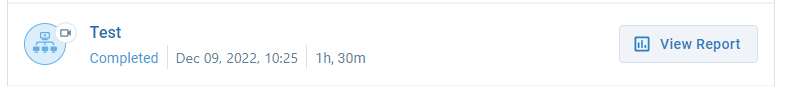 Test
Completed Dec 09, 2022, 10:25 1h, 30m
View Report